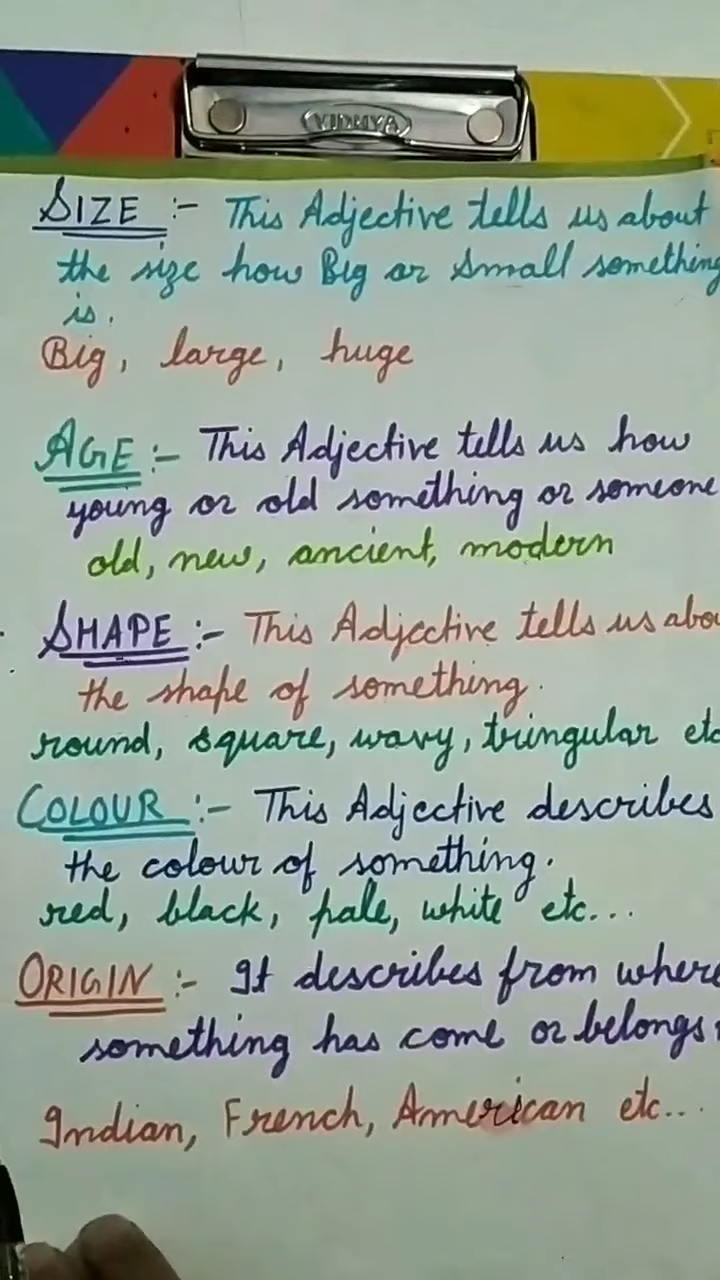 VIDHYA
SIZE :- This Adjective tells us about
the size how Big or Small something
is.
Big, large, huge
AGE :- This Adjective tells us how
young or old something or someone
old, new, ancient, modern
SHAPE :- This Adjective tells us abou
the shape of something.
round, square, wavy, tringular etc
COLOUR :- This Adjective describes
the colour of something.
red, black, pale, white etc...
ORIGIN :- It describes from where
something has come or belongs
Indian, French, American etc...